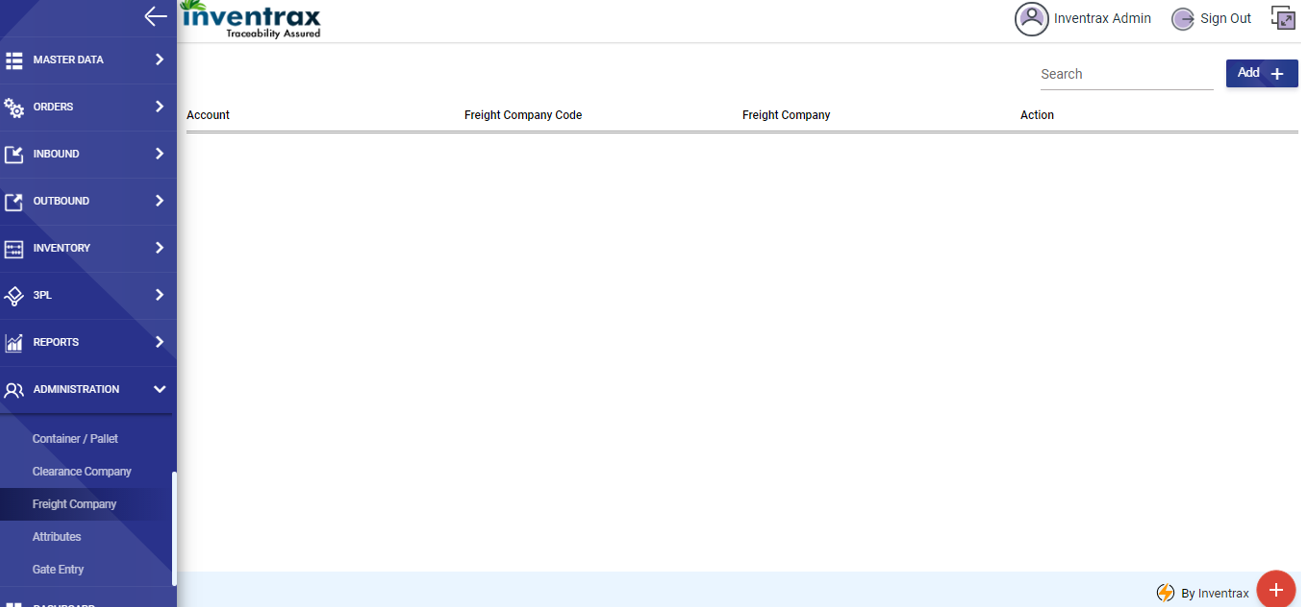 inventrax
Traceability Assured
Inventrax Admin
Sign Out
MASTER DATA
ORDERS
INBOUND
OUTBOUND
INVENTORY
3PL
REPORTS
ADMINISTRATION
Container / Pallet
Clearance Company
Freight Company
Attributes
Gate Entry
DASHBOARD
Search
Add +
Account Freight Company Code Freight Company Action
By Inventrax
+